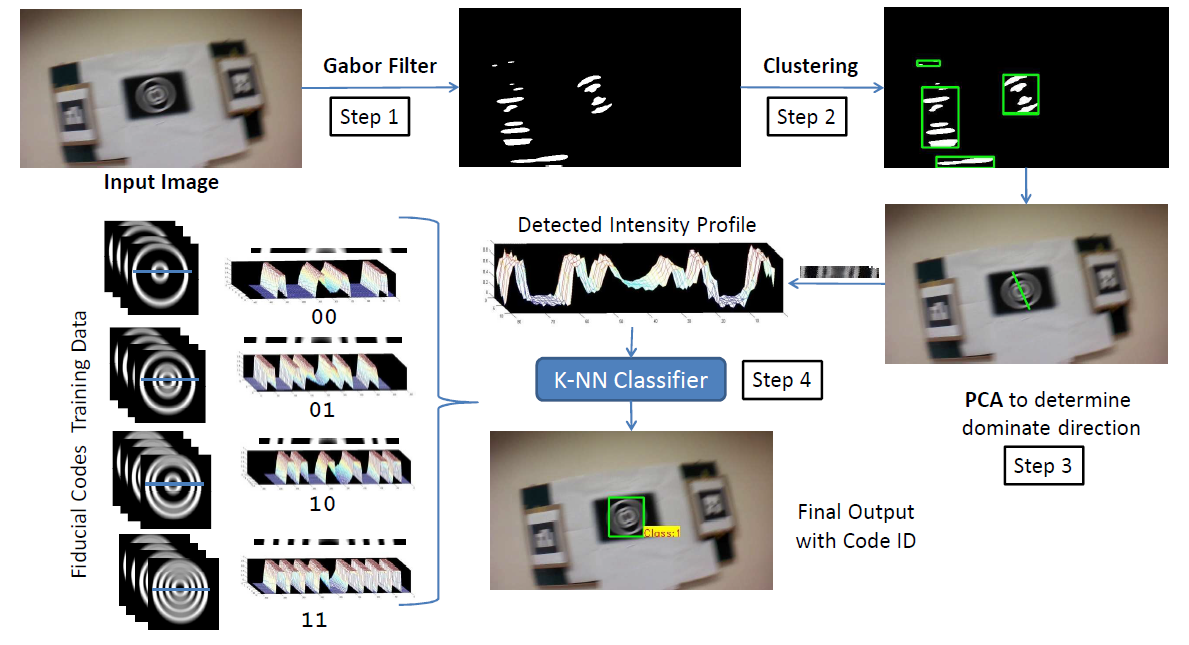 Gabor Filter
Step 1
Clustering
Step 2
Input Image
Detected Intensity Profile
Fiducial Codes Training Data
00
01
10
11
K-NN Classifier
Step 4
PCA to determine
dominate direction
Step 3
Class:1
Final Output
with Code ID